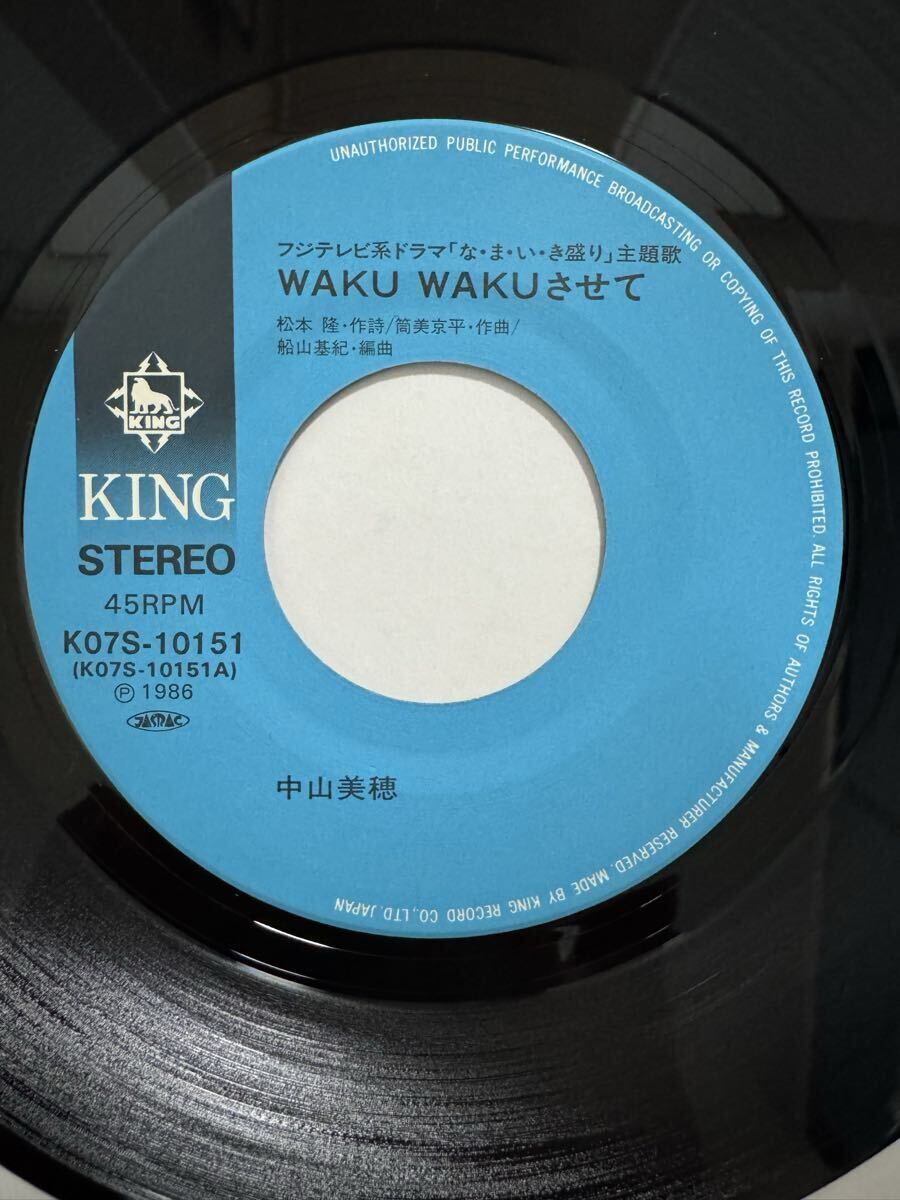 UNAUTHORIZED PUBLIC PERFORMANCE BROADCASTING OR COPYING OF THIS RECORD PROHIBITED. ALL RIGHTS OF AUTHORS & MANUFACTURER RESERVED. MADE BY KING RECORD CO.,LTD. JAPAN
フジテレビ系ドラマ「な・ま・い・き盛り」主題歌
WAKU WAKUさせて
松本 隆・作詩/筒美京平・作曲/
船山基紀・編曲
KING
KING
STEREO
45RPM
K07S-10151
(K07S-10151A)
℗ 1986
JASRAC
中山美穂